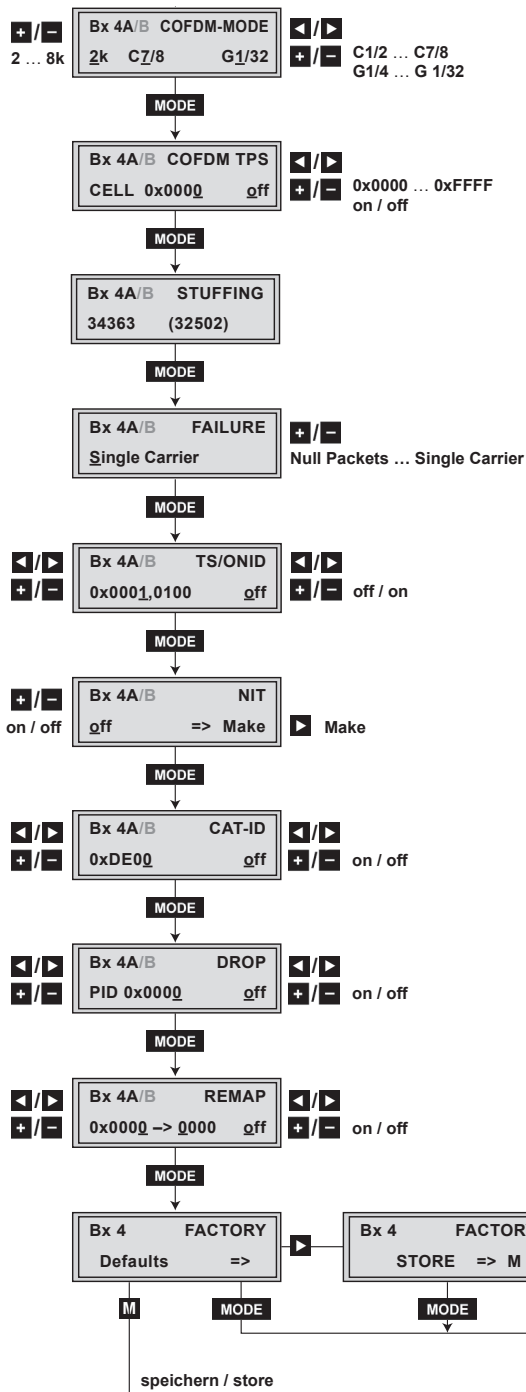 +/− Bx 4A/B COFDM-MODE ◄/►
2 … 8k 2k C7/8 G1/32 +/− C1/2 … C7/8
G1/4 … G 1/32
MODE
Bx 4A/B COFDM TPS ◄/►
CELL 0x0000 off +/− 0x0000 … 0xFFFF
on / off
MODE
Bx 4A/B STUFFING
34363 (32502)
MODE
Bx 4A/B FAILURE +/−
Single Carrier Null Packets … Single Carrier
MODE
◄/► Bx 4A/B TS/ONID ◄/►
+/− 0x0001,0100 off +/− off / on
MODE
+/− Bx 4A/B NIT
on / off off => Make ► Make
MODE
◄/► Bx 4A/B CAT-ID ◄/►
+/− 0xDE00 off +/− on / off
MODE
◄/► Bx 4A/B DROP ◄/►
+/− PID 0x0000 off +/− on / off
MODE
◄/► Bx 4A/B REMAP ◄/►
+/− 0x0000 –> 0000 off +/− on / off
MODE
Bx 4 FACTORY ► Bx 4 FACTOR
Defaults => STORE => M
M MODE MODE
speichern / store